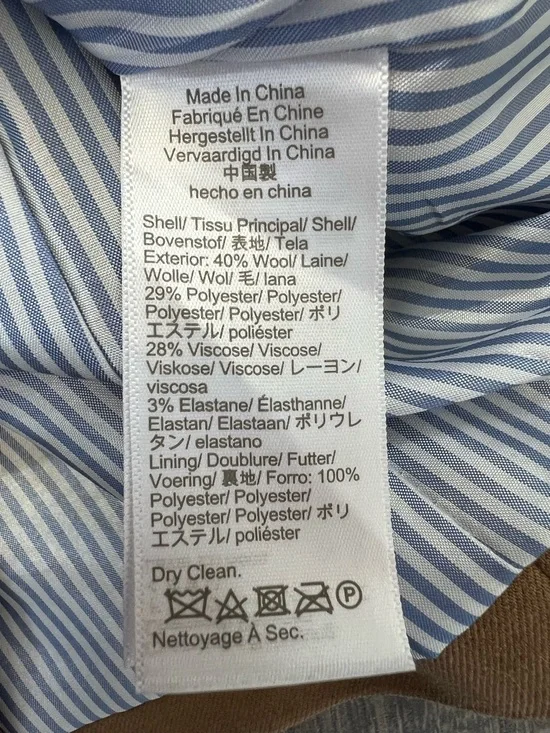 Made In China
Fabriqué En Chine
Hergestellt In China
Vervaardigd In China
中国製
hecho en china
Shell/ Tissu Principal/ Shell/
Bovenstof/ 表地/ Tela
Exterior: 40% Wool/ Laine/
Wolle/ Wol/ 毛/ lana
29% Polyester/ Polyester/
Polyester/ Polyester/ ポリ
エステル/ poliéster
28% Viscose/ Viscose/
Viskose/ Viscose/ レーヨン/
viscosa
3% Elastane/ Élasthanne/
Elastan/ Elastaan/ ポリウレ
タン/ elastano
Lining/ Doublure/ Futter/
Voering/ 裏地/ Forro: 100%
Polyester/ Polyester/
Polyester/ Polyester/ ポリ
エステル/ poliéster
Dry Clean.
P
Nettoyage À Sec.